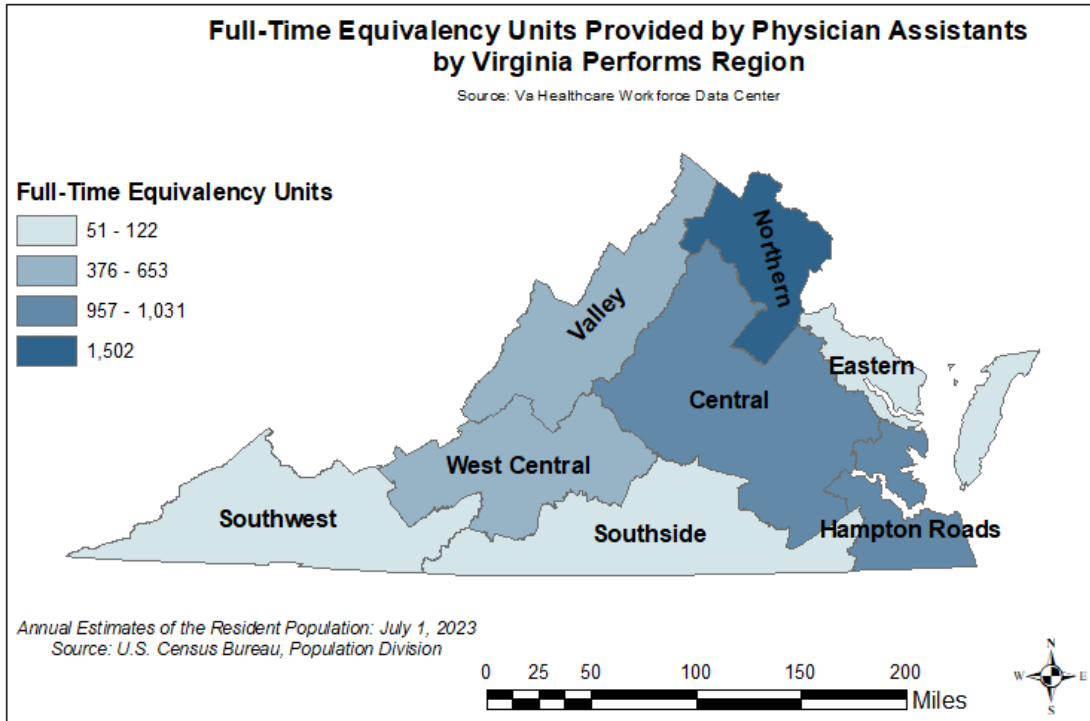 Full-Time Equivalency Units Provided by Physician Assistants
by Virginia Performs Region
Source: Va Healthcare Workforce Data Center
Full-Time Equivalency Units
51 - 122
376 - 653
957 - 1,031
1,502
Northern
Valley
Eastern
Central
West Central
Southwest
Southside
Hampton Roads
Annual Estimates of the Resident Population: July 1, 2023
Source: U.S. Census Bureau, Population Division
0 25 50 100 150 200
Miles
N
W E
S